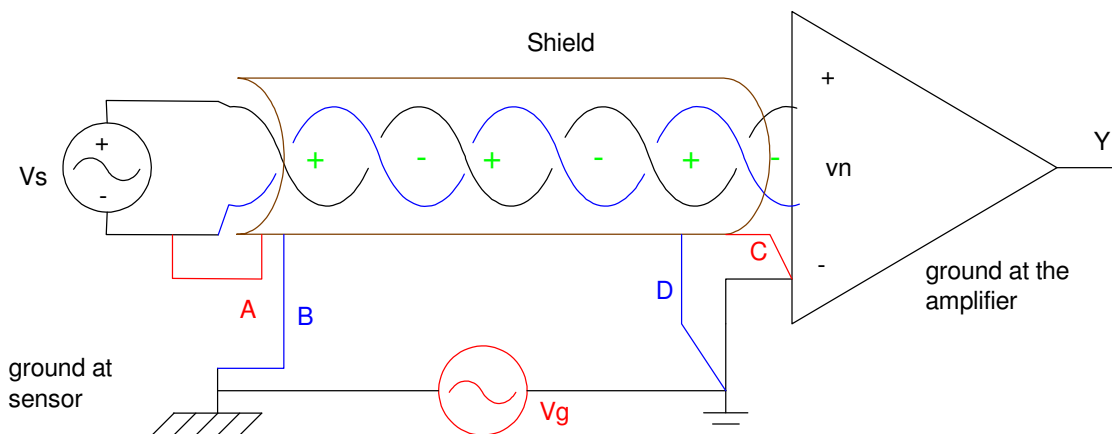 Shield
+
Y
+ - + - + -
+
Vs
vn
-
-
C
ground at the
amplifier
A
B
D
ground at
sensor
Vg